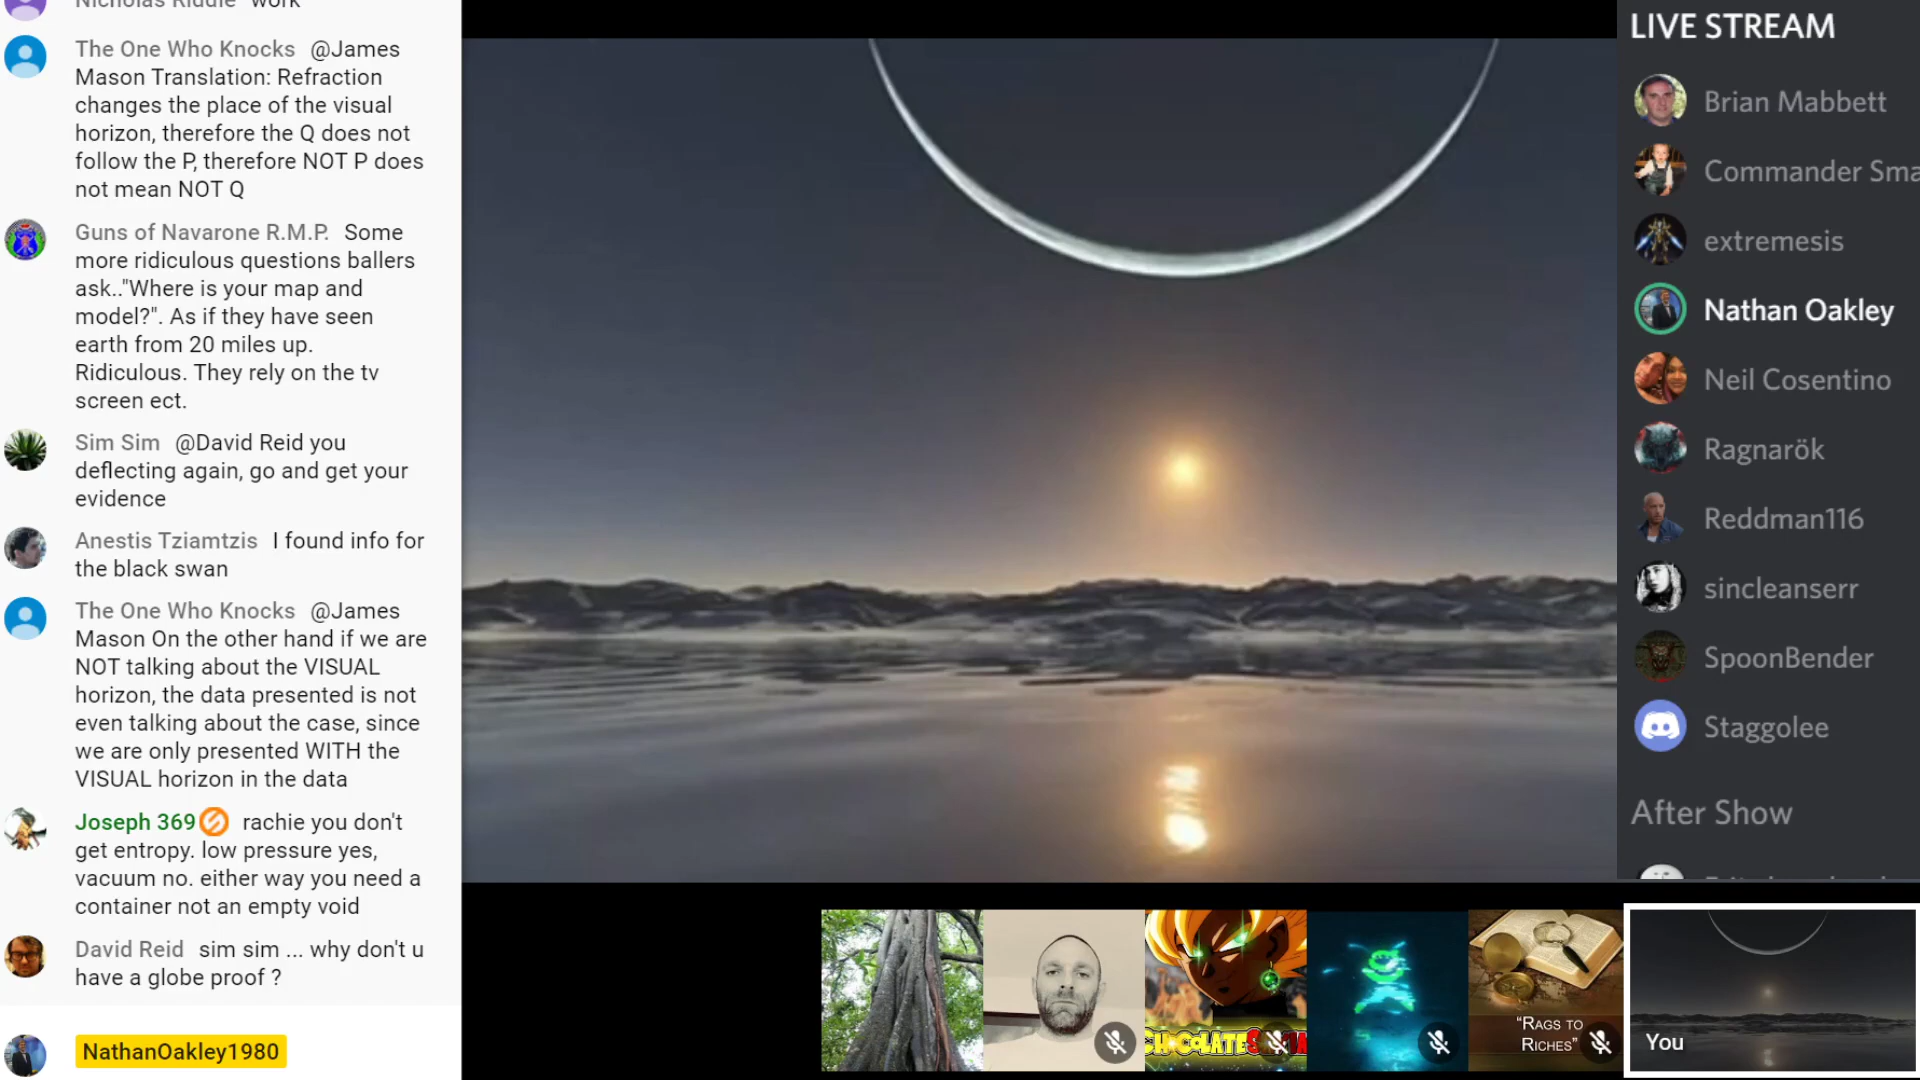 Nicholas Riddle work
The One Who Knocks @James
Mason Translation: Refraction
changes the place of the visual
horizon, therefore the Q does not
follow the P, therefore NOT P does
not mean NOT Q
Guns of Navarone R.M.P. Some
more ridiculous questions ballers
ask.."Where is your map and
model?". As if they have seen
earth from 20 miles up.
Ridiculous. They rely on the tv
screen ect.
Sim Sim @David Reid you
deflecting again, go and get your
evidence
Anestis Tziamtzis I found info for
the black swan
The One Who Knocks @James
Mason On the other hand if we are
NOT talking about the VISUAL
horizon, the data presented is not
even talking about the case, since
we are only presented WITH the
VISUAL horizon in the data
Joseph 369 rachie you don't
get entropy. low pressure yes,
vacuum no. either way you need a
container not an empty void
David Reid sim sim ... why don't u
have a globe proof ?
NathanOakley1980
LIVE STREAM
Brian Mabbett
Commander Sma
extremesis
Nathan Oakley
Neil Cosentino
Ragnarök
Reddman116
sincleanserr
SpoonBender
Staggolee
After Show
"RAGS TO
RICHES"
You